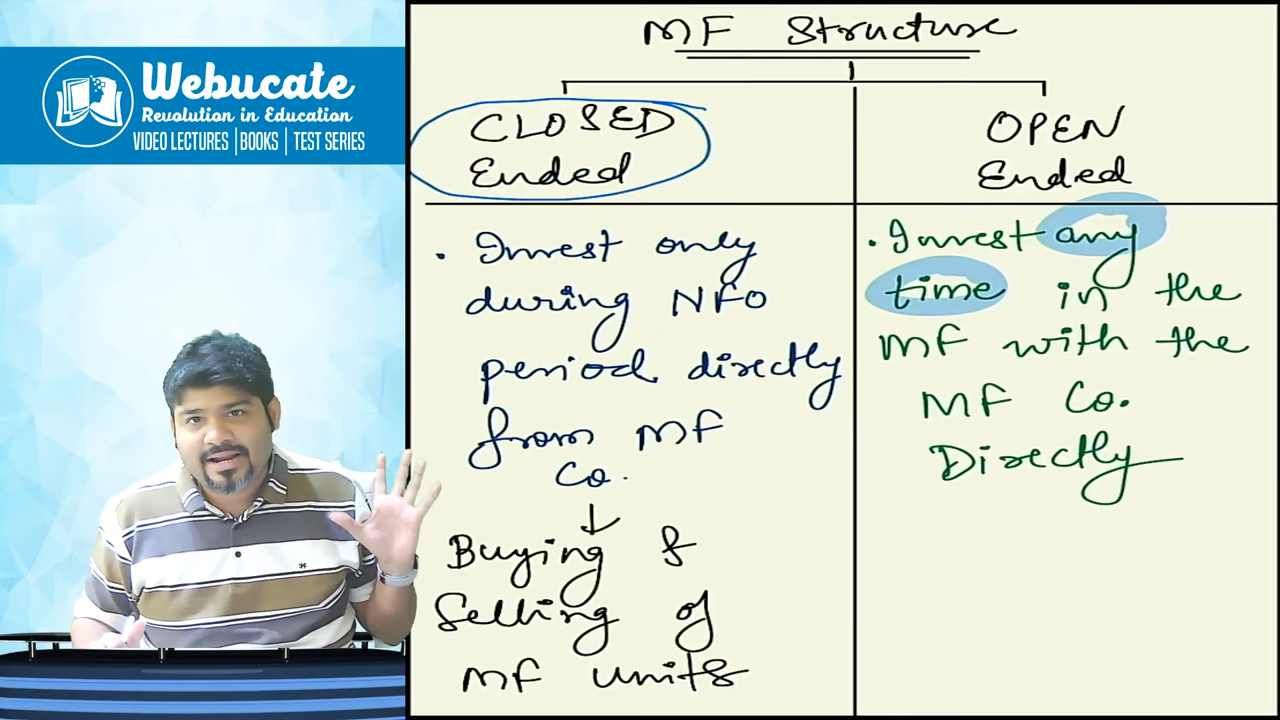 Webucate
Revolution in Education
VIDEO LECTURES | BOOKS | TEST SERIES
MF Structure
CLOSED
Ended
• Invest only
during NFO
period directly
from MF
Co.
↓
Buying &
Selling of
MF units
OPEN
Ended
• Invest any
time in the
MF with the
MF Co.
Directly